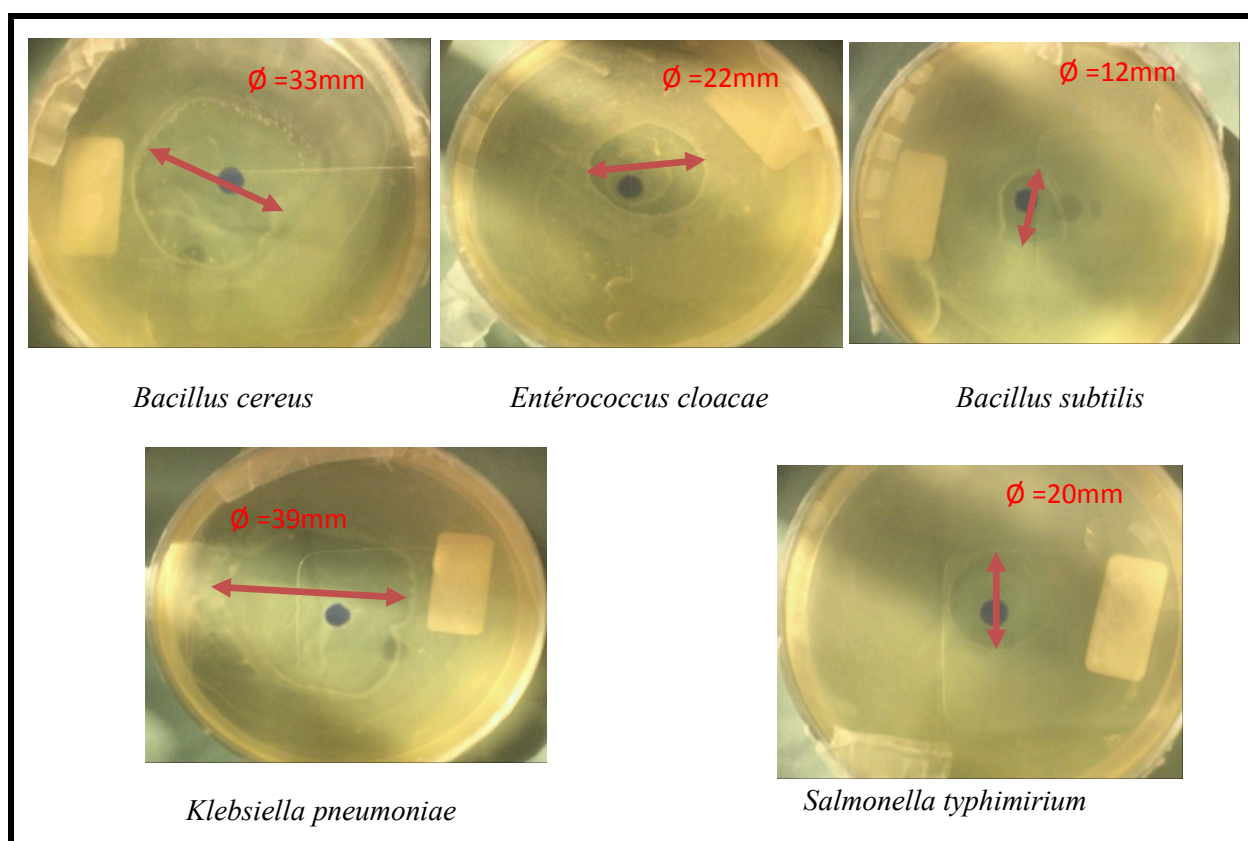 Ø =33mm
Ø =22mm
Ø =12mm
Bacillus cereus
Entérococcus cloacae
Bacillus subtilis
Ø =39mm
Ø =20mm
Klebsiella pneumoniae
Salmonella typhimirium